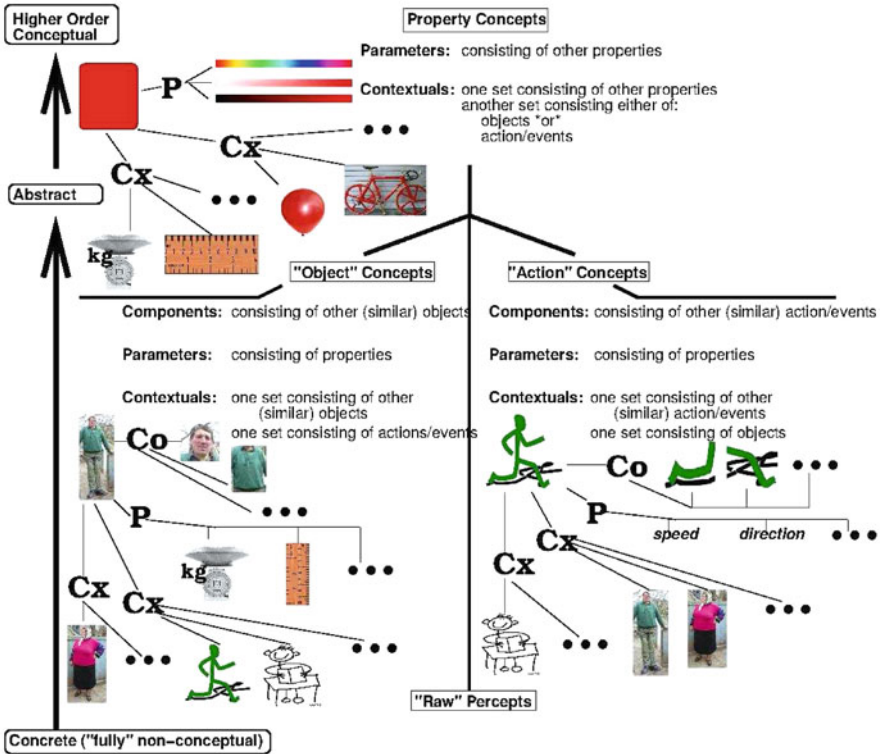 Higher Order
Conceptual
Property Concepts
Parameters: consisting of other properties
P
Contextuals: one set consisting of other properties
another set consisting either of:
objects *or*
action/events
Cx
Cx
Abstract
kg
"Object" Concepts
"Action" Concepts
Components: consisting of other (similar) objects
Parameters: consisting of properties
Contextuals: one set consisting of other
(similar) objects
one set consisting of actions/events
Co
P
kg
Cx
Cx
Components: consisting of other (similar) action/events
Parameters: consisting of properties
Contextuals: one set consisting of other
(similar) action/events
one set consisting of objects
Co
P
speed direction
Cx
Cx
"Raw" Percepts
Concrete ("fully" non-conceptual)